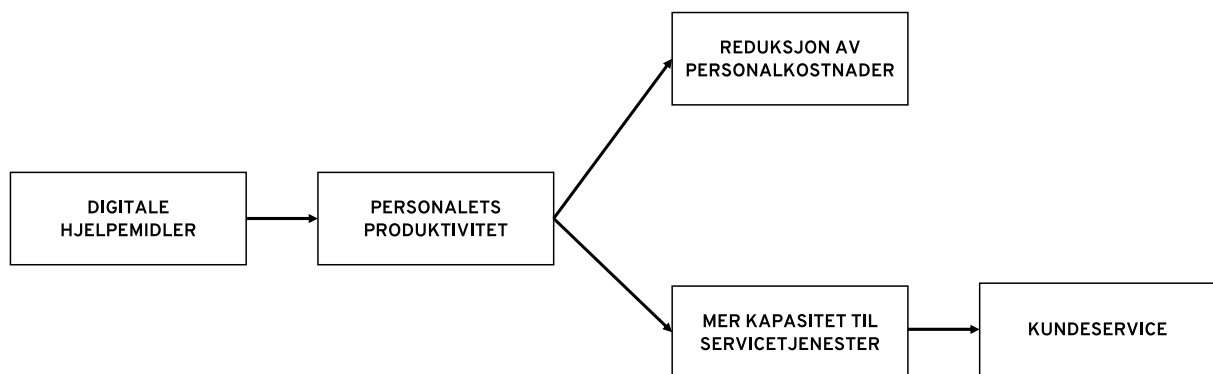 REDUKSJON AV
PERSONALKOSTNADER
DIGITALE
HJELPEMIDLER
PERSONALETS
PRODUKTIVITET
MER KAPASITET TIL
SERVICETJENESTER
KUNDESERVICE